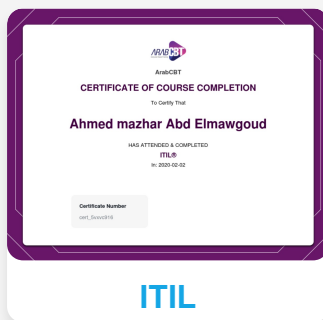 ARABCBT
ArabCBT
CERTIFICATE OF COURSE COMPLETION
To Certify That
Ahmed mazhar Abd Elmawgoud
HAS ATTENDED & COMPLETED
ITIL®
In: 2020-02-02
Certificate Number
ITIL